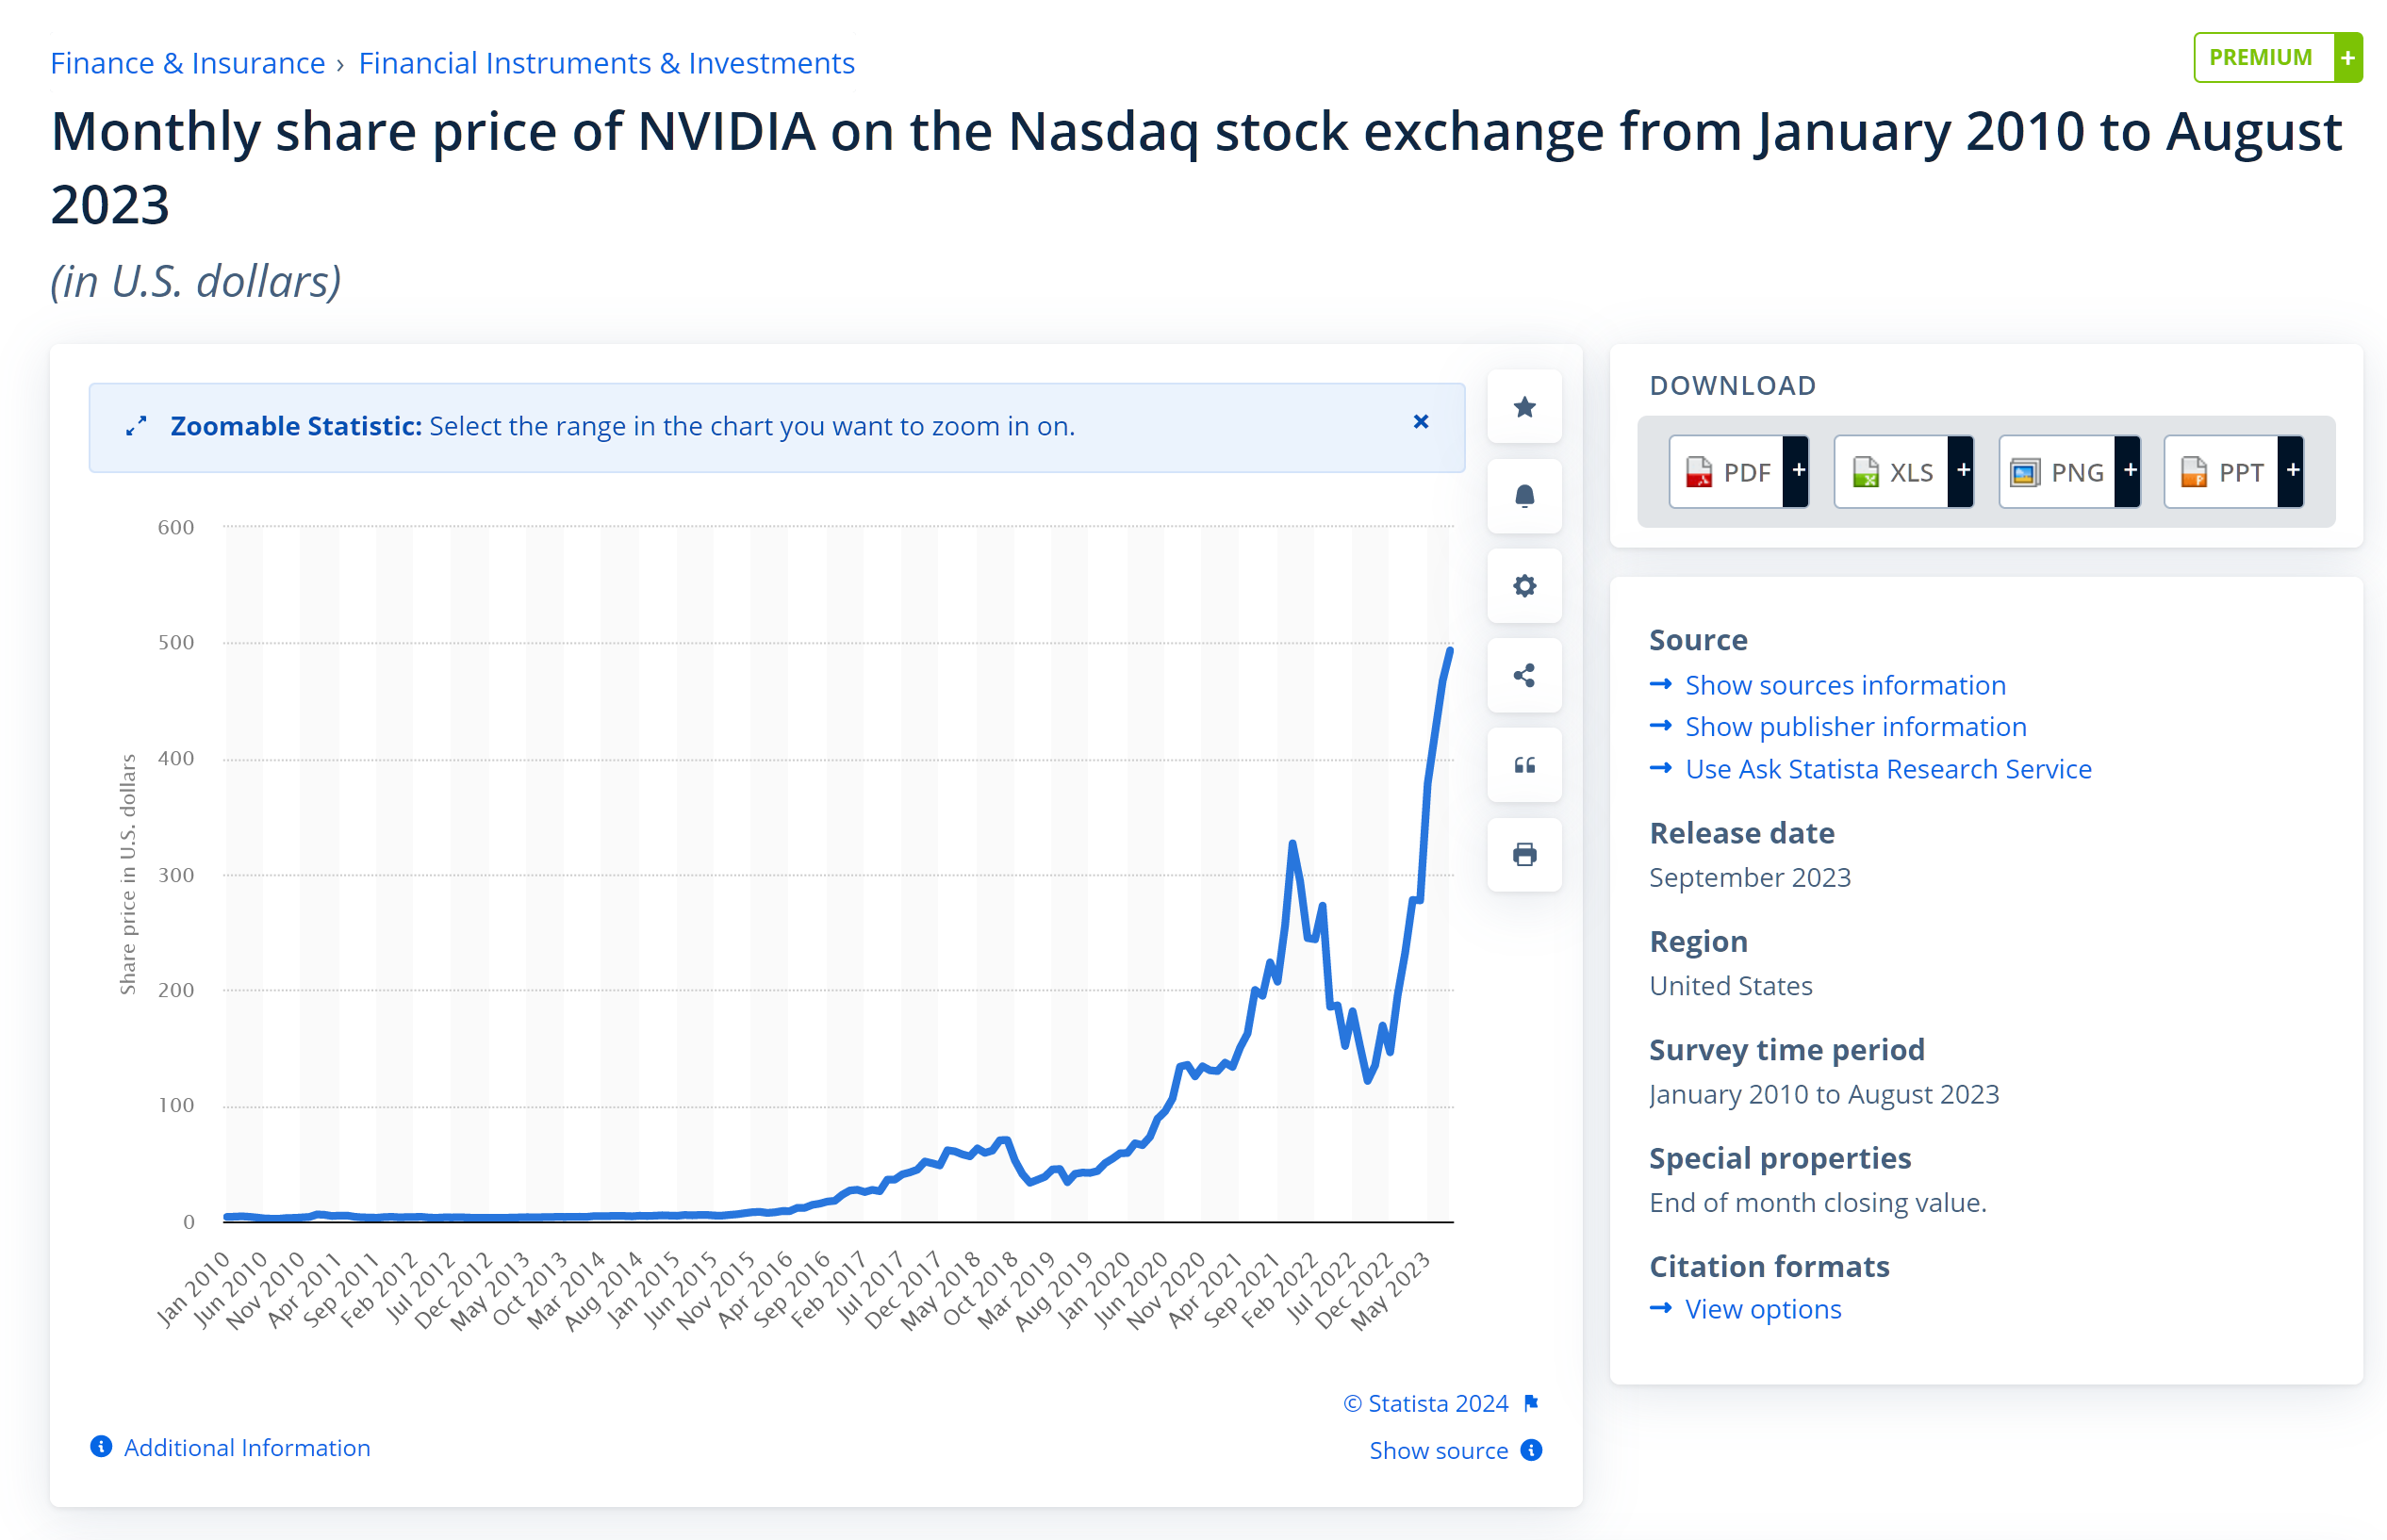 Finance & Insurance › Financial Instruments & Investments
PREMIUM +
Monthly share price of NVIDIA on the Nasdaq stock exchange from January 2010 to August
2023
(in U.S. dollars)
Zoomable Statistic: Select the range in the chart you want to zoom in on.
600
500
400
300
200
100
0
Share price in U.S. dollars
Jan 2010
Jun 2010
Nov 2010
Apr 2011
Sep 2011
Feb 2012
Jul 2012
Dec 2012
May 2013
Oct 2013
Mar 2014
Aug 2014
Jan 2015
Jun 2015
Nov 2015
Apr 2016
Sep 2016
Feb 2017
Jul 2017
Dec 2017
May 2018
Oct 2018
Mar 2019
Aug 2019
Jan 2020
Jun 2020
Nov 2020
Apr 2021
Sep 2021
Feb 2022
Jul 2022
Dec 2022
May 2023
© Statista 2024
Additional Information
Show source
DOWNLOAD
PDF + XLS + PNG + PPT +
Source
Show sources information
Show publisher information
Use Ask Statista Research Service
Release date
September 2023
Region
United States
Survey time period
January 2010 to August 2023
Special properties
End of month closing value.
Citation formats
View options